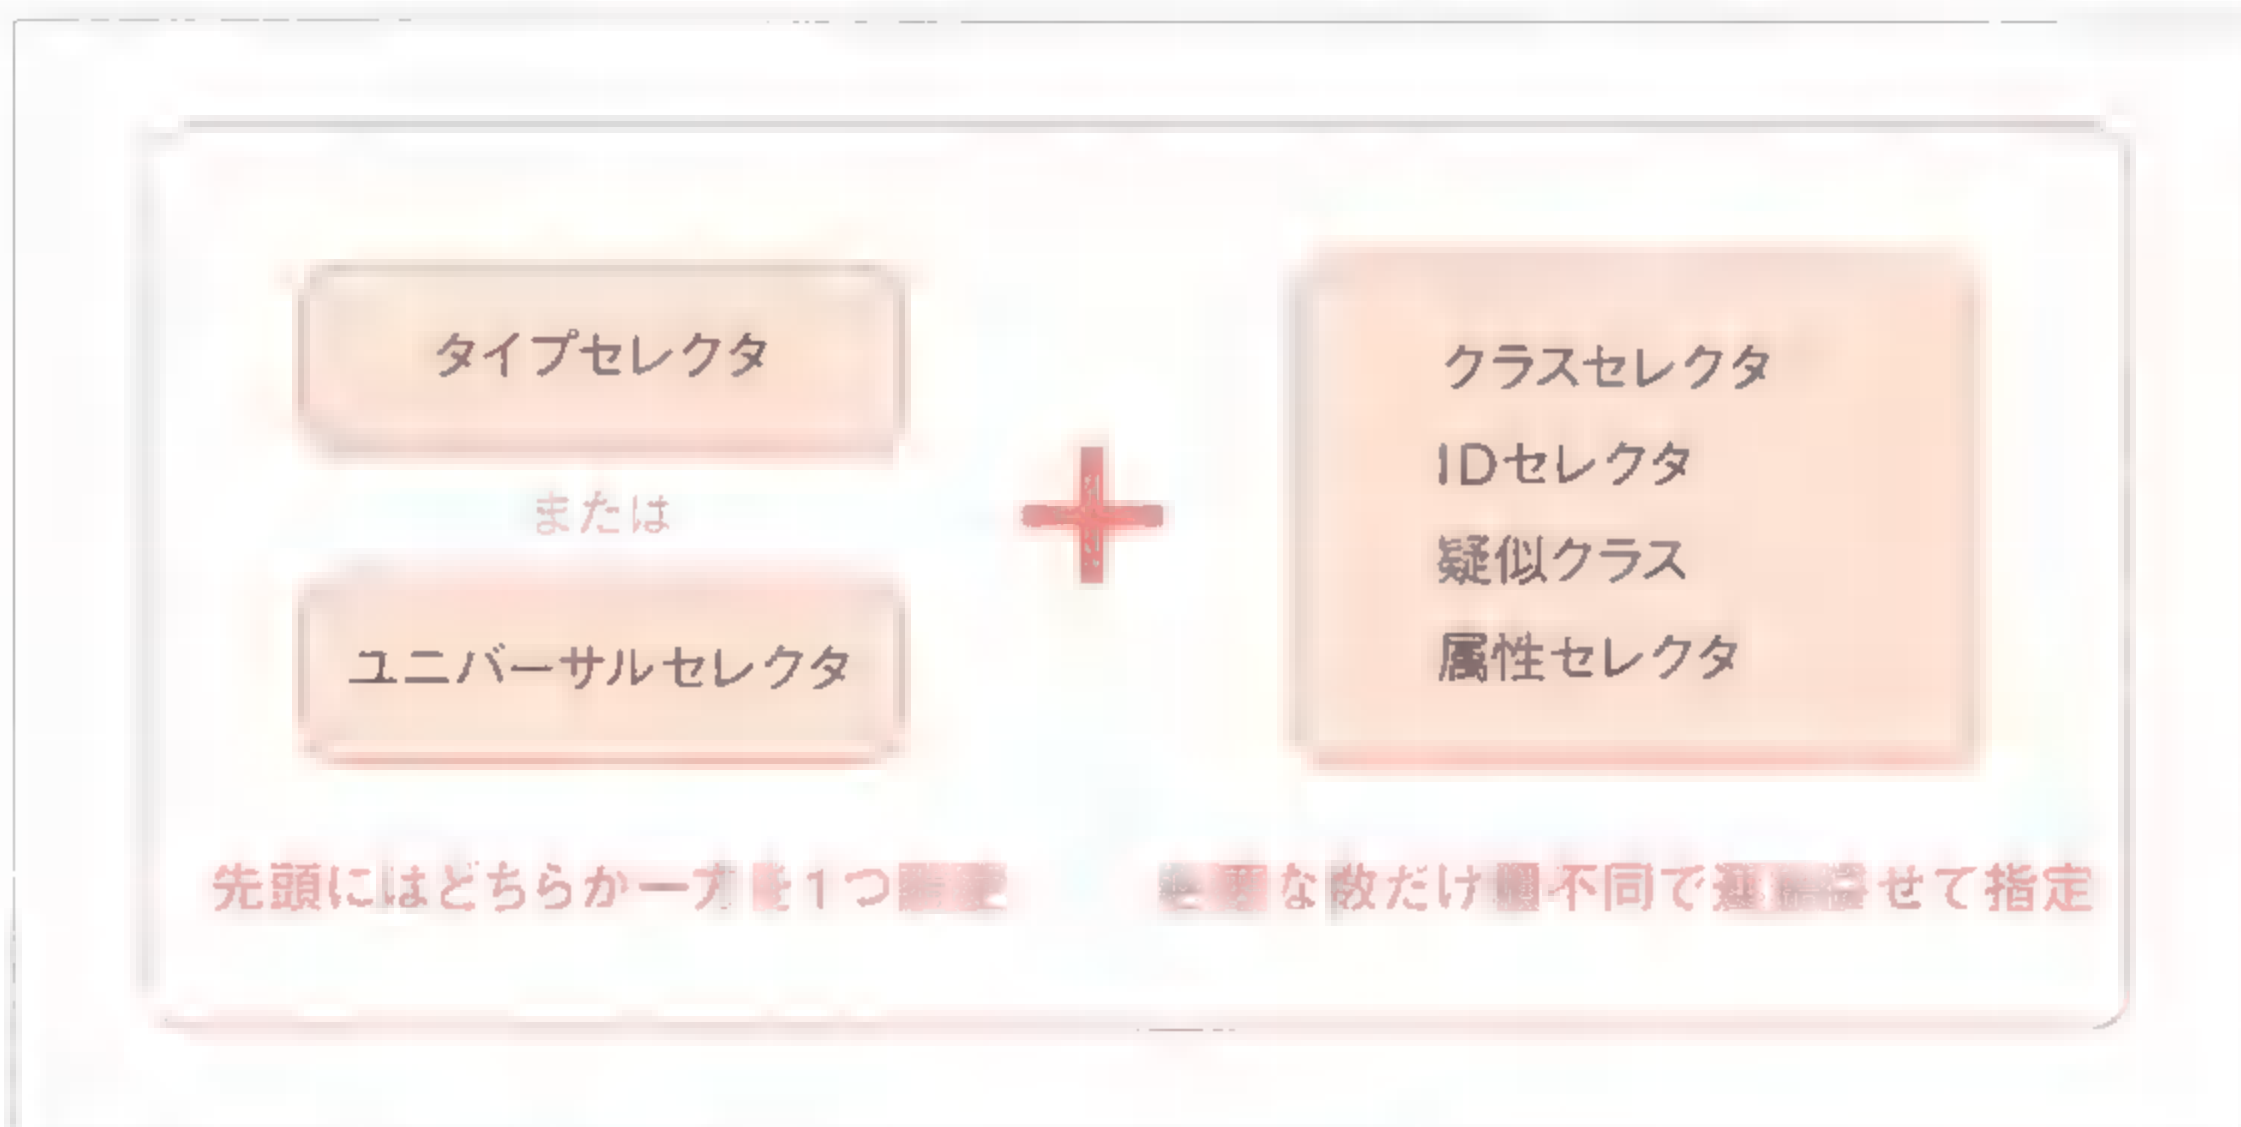 タイプセレクタ
または
ユニバーサルセレクタ
クラスセレクタ
IDセレクタ
疑似クラス
属性セレクタ
先頭にはどちらか一方を1つ
な数だけ順不同で せて指定